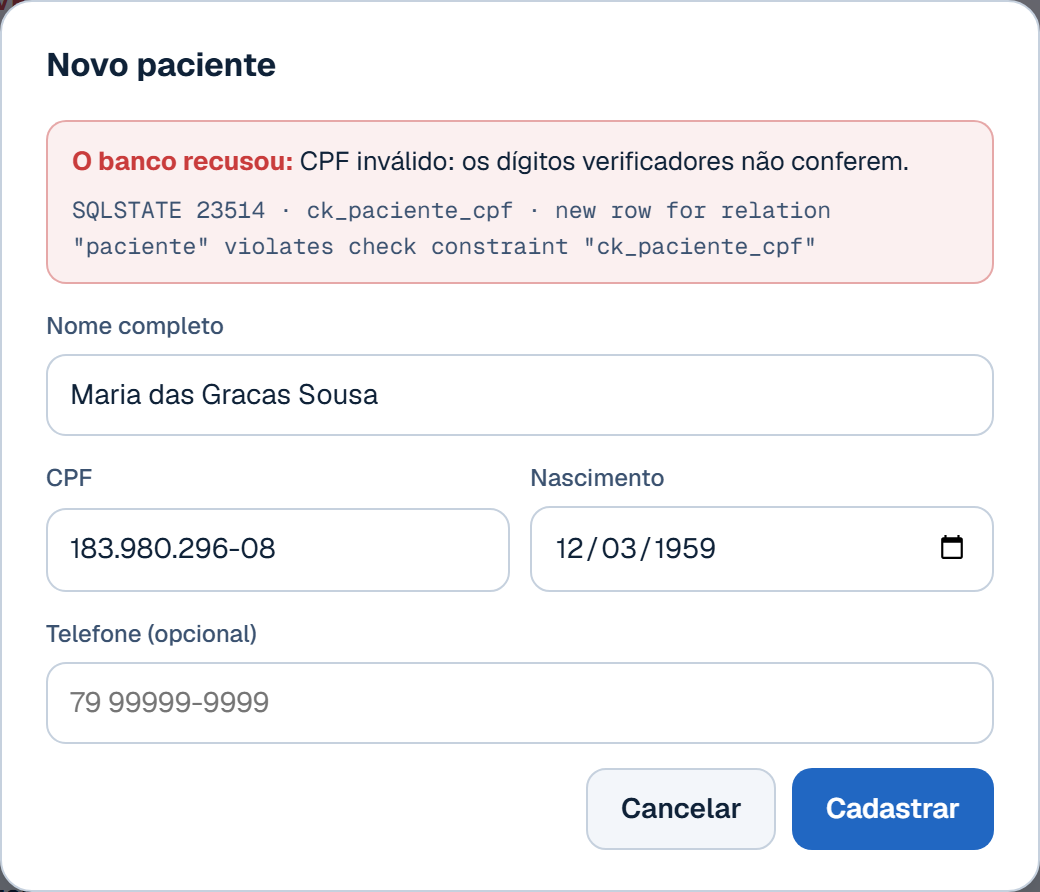 Novo paciente
O banco recusou: CPF inválido: os dígitos verificadores não conferem.
SQLSTATE 23514 · ck_paciente_cpf · new row for relation
"paciente" violates check constraint "ck_paciente_cpf"
Nome completo
Maria das Gracas Sousa
CPF
Nascimento
183.980.296-08
12/03/1959
Telefone (opcional)
79 99999-9999
Cancelar
Cadastrar